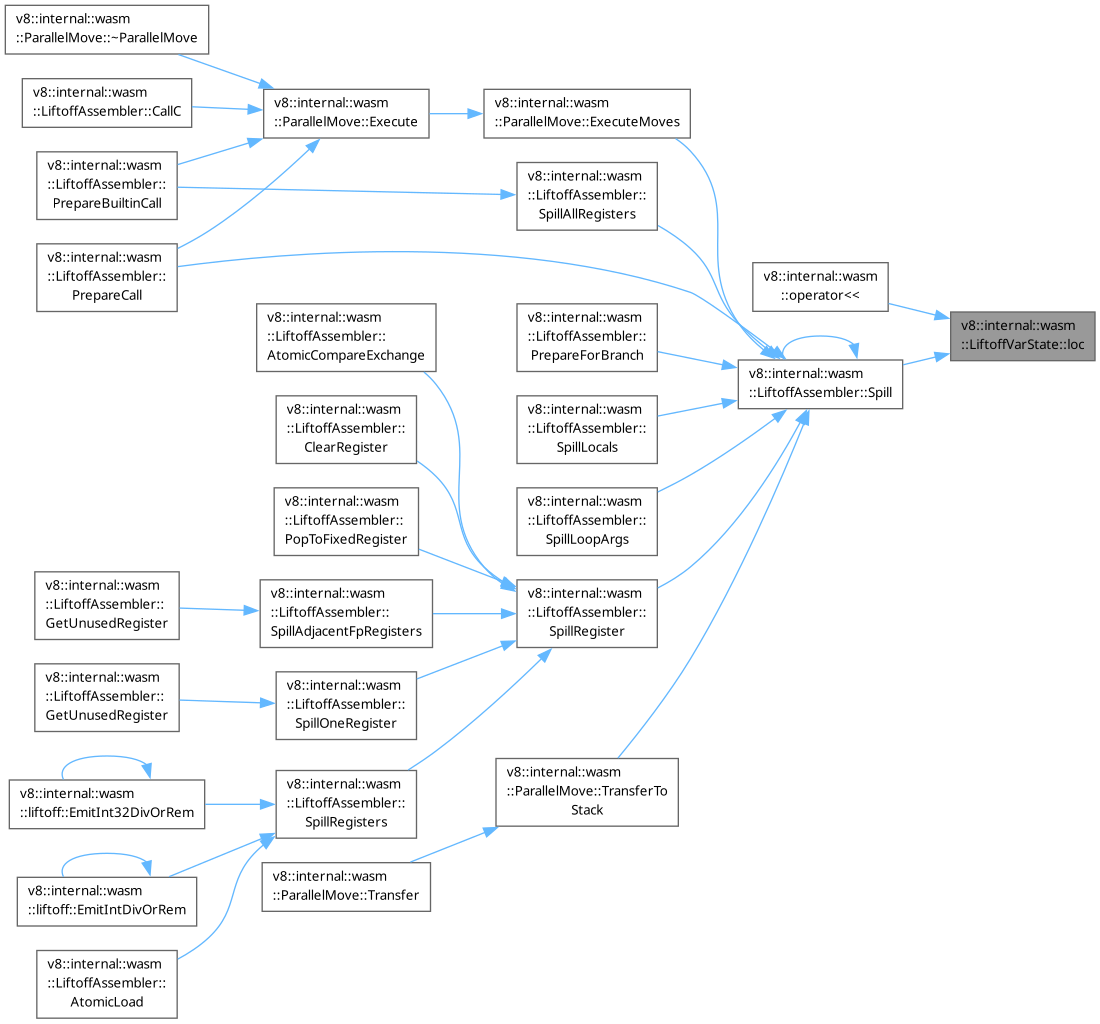 v8::internal::wasm
::ParallelMove::~ParallelMove
v8::internal::wasm
::LiftoffAssembler::CallC
v8::internal::wasm
::ParallelMove::Execute
v8::internal::wasm
::ParallelMove::ExecuteMoves
v8::internal::wasm
::LiftoffAssembler::
PrepareBuiltinCall
v8::internal::wasm
::LiftoffAssembler::
SpillAllRegisters
v8::internal::wasm
::LiftoffAssembler::
PrepareCall
v8::internal::wasm
::operator<<
v8::internal::wasm
::LiftoffVarState::loc
v8::internal::wasm
::LiftoffAssembler::
AtomicCompareExchange
v8::internal::wasm
::LiftoffAssembler::
PrepareForBranch
v8::internal::wasm
::LiftoffAssembler::Spill
v8::internal::wasm
::LiftoffAssembler::
ClearRegister
v8::internal::wasm
::LiftoffAssembler::
SpillLocals
v8::internal::wasm
::LiftoffAssembler::
PopToFixedRegister
v8::internal::wasm
::LiftoffAssembler::
SpillLoopArgs
v8::internal::wasm
::LiftoffAssembler::
GetUnusedRegister
v8::internal::wasm
::LiftoffAssembler::
SpillAdjacentFpRegisters
v8::internal::wasm
::LiftoffAssembler::
SpillRegister
v8::internal::wasm
::LiftoffAssembler::
GetUnusedRegister
v8::internal::wasm
::LiftoffAssembler::
SpillOneRegister
v8::internal::wasm
::liftoff::EmitInt32DivOrRem
v8::internal::wasm
::LiftoffAssembler::
SpillRegisters
v8::internal::wasm
::ParallelMove::TransferTo
Stack
v8::internal::wasm
::liftoff::EmitIntDivOrRem
v8::internal::wasm
::ParallelMove::Transfer
v8::internal::wasm
::LiftoffAssembler::
AtomicLoad